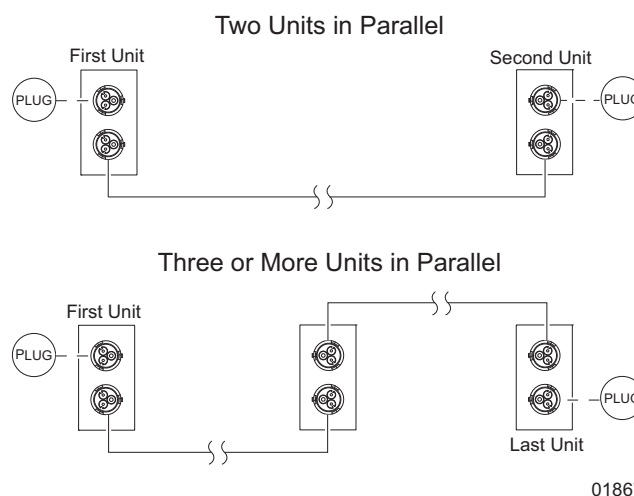 Two Units in Parallel
First Unit
Second Unit
PLUG
PLUG
Three or More Units in Parallel
First Unit
PLUG
PLUG
Last Unit
0186